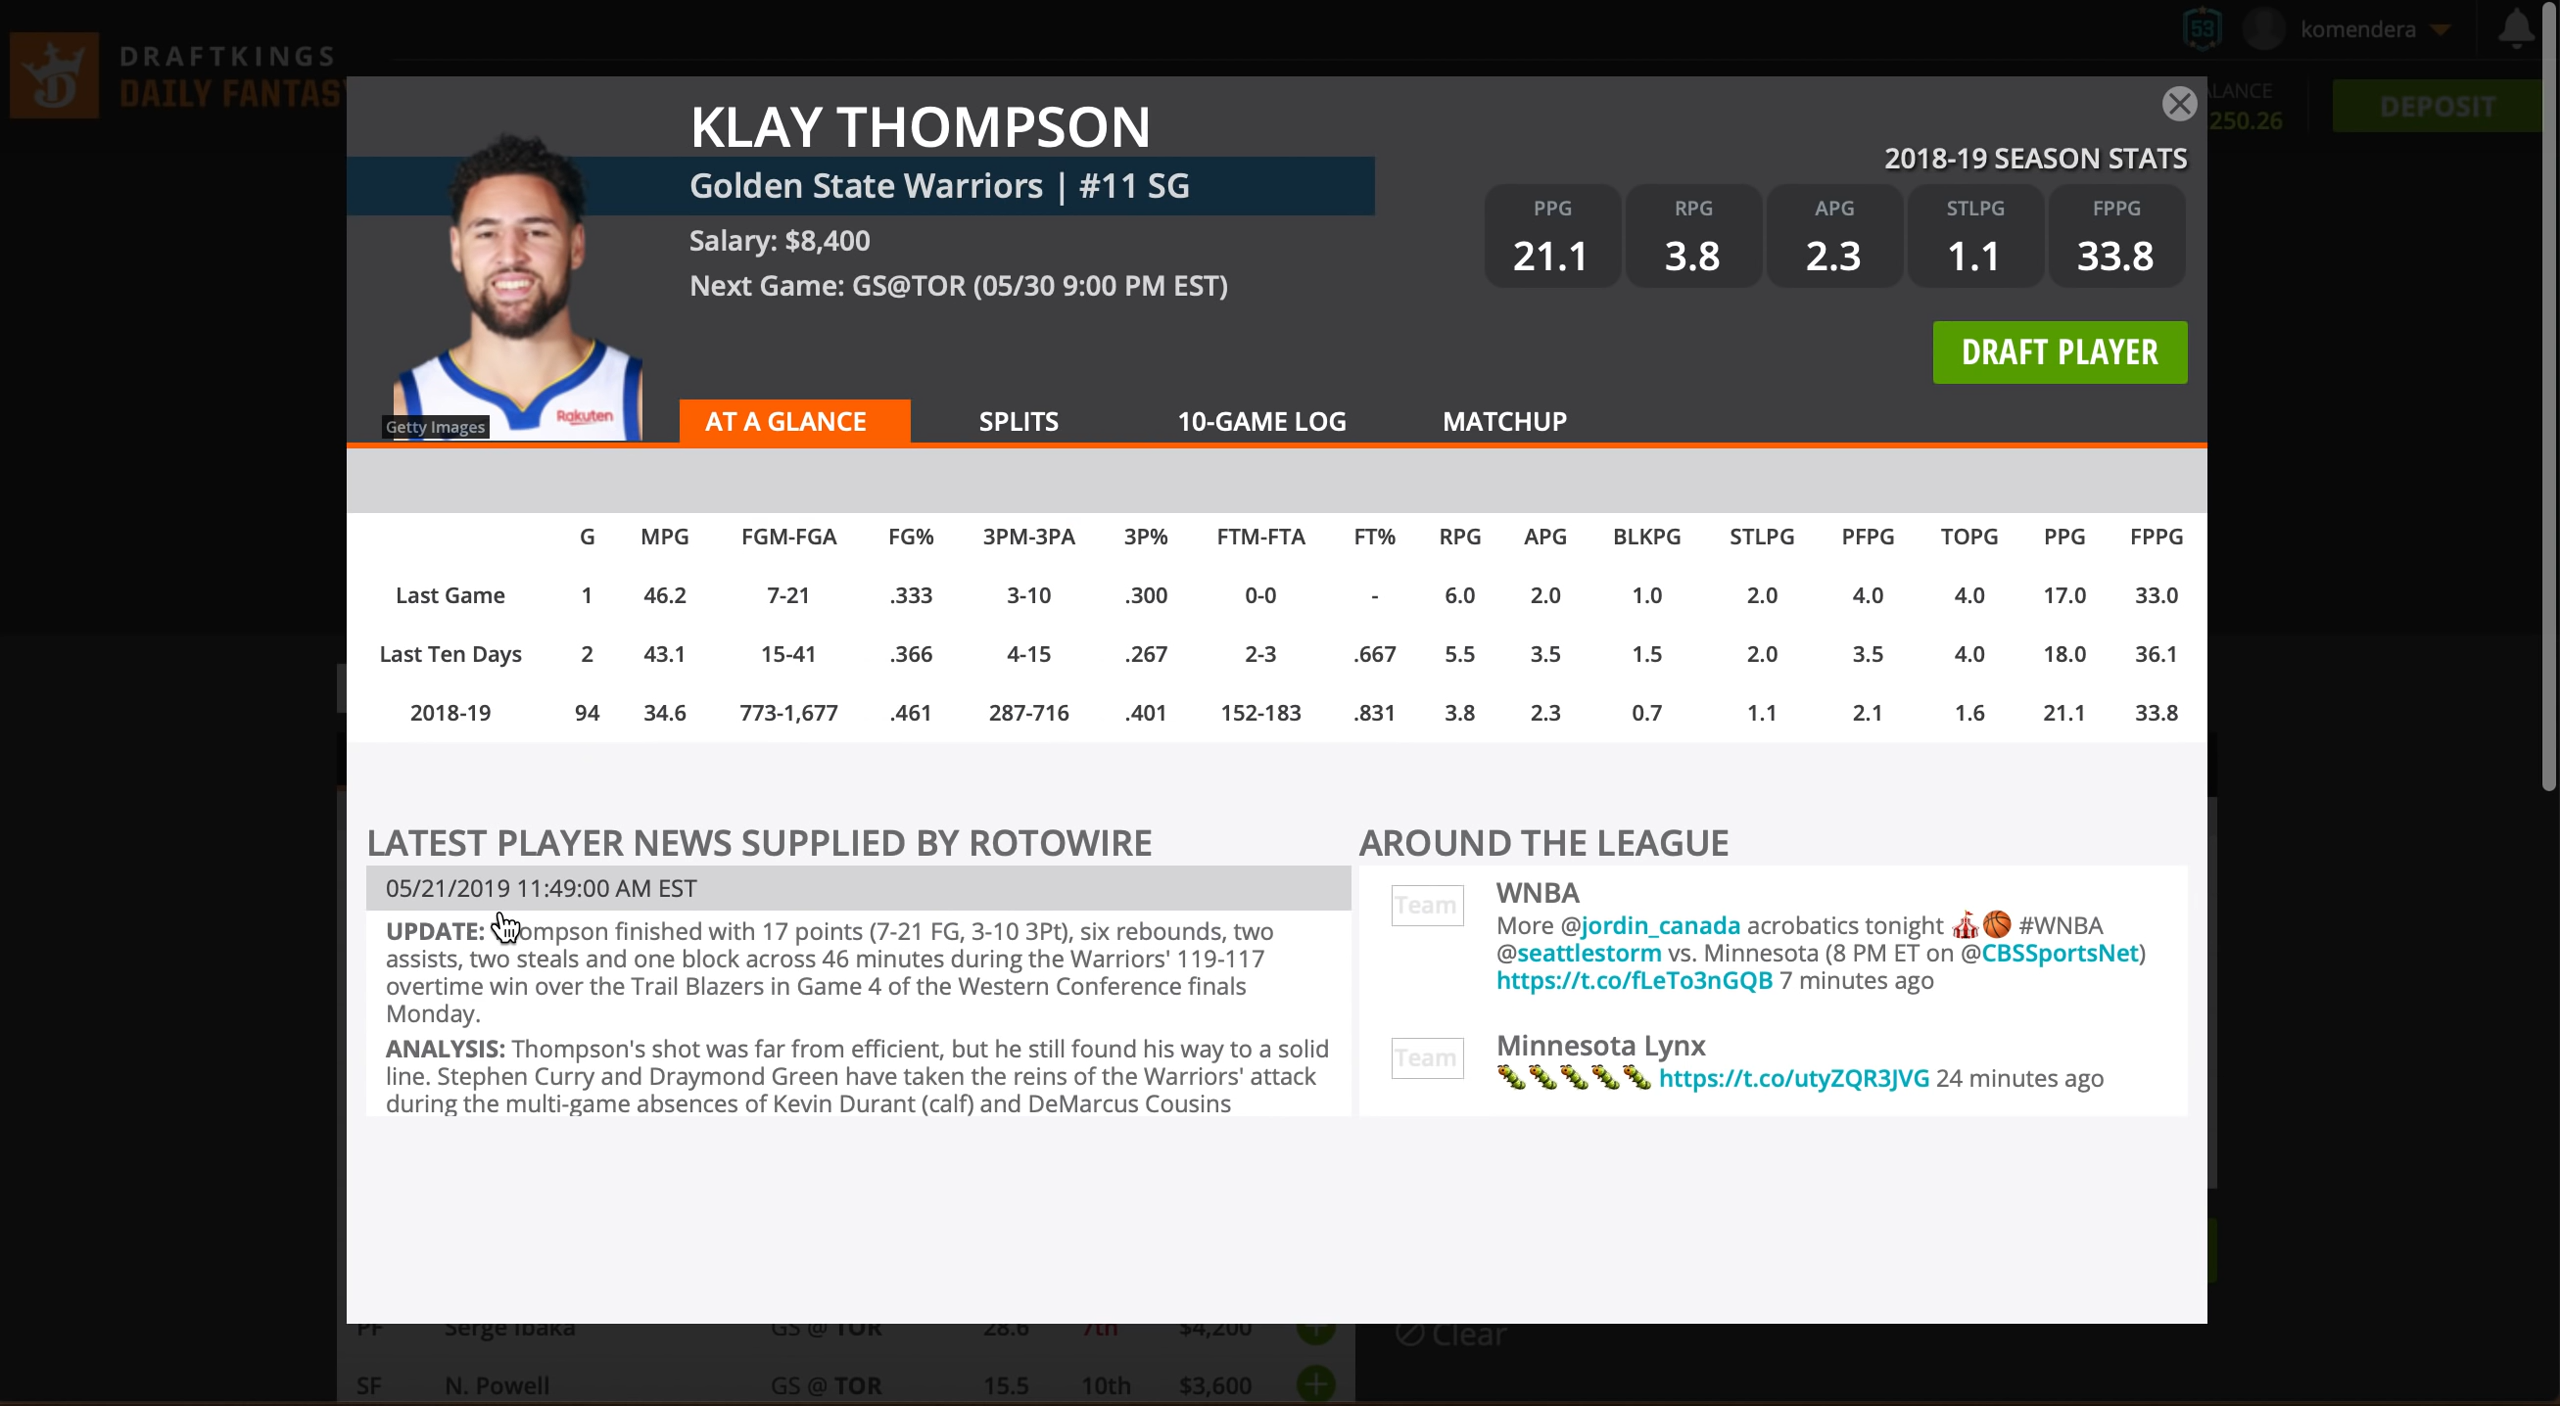 DRAFTKINGS
DAILY FANTAS
53
komendera
LANCE
250.26
DEPOSIT
KLAY THOMPSON
Golden State Warriors | #11 SG
Salary: $8,400
Next Game: GS@TOR (05/30 9:00 PM EST)
2018-19 SEASON STATS
PPG RPG APG STLPG FPPG
21.1 3.8 2.3 1.1 33.8
DRAFT PLAYER
Rakuten
Getty Images
AT A GLANCE SPLITS 10-GAME LOG MATCHUP
G MPG FGM-FGA FG% 3PM-3PA 3P% FTM-FTA FT% RPG APG BLKPG STLPG PFPG TOPG PPG FPPG
Last Game 1 46.2 7-21 .333 3-10 .300 0-0 - 6.0 2.0 1.0 2.0 4.0 4.0 17.0 33.0
Last Ten Days 2 43.1 15-41 .366 4-15 .267 2-3 .667 5.5 3.5 1.5 2.0 3.5 4.0 18.0 36.1
2018-19 94 34.6 773-1,677 .461 287-716 .401 152-183 .831 3.8 2.3 0.7 1.1 2.1 1.6 21.1 33.8
LATEST PLAYER NEWS SUPPLIED BY ROTOWIRE
05/21/2019 11:49:00 AM EST
UPDATE: ompson finished with 17 points (7-21 FG, 3-10 3Pt), six rebounds, two
assists, two steals and one block across 46 minutes during the Warriors' 119-117
overtime win over the Trail Blazers in Game 4 of the Western Conference finals
Monday.
ANALYSIS: Thompson's shot was far from efficient, but he still found his way to a solid
line. Stephen Curry and Draymond Green have taken the reins of the Warriors' attack
during the multi-game absences of Kevin Durant (calf) and DeMarcus Cousins
AROUND THE LEAGUE
Team
WNBA
More @jordin_canada acrobatics tonight 🎪🏀 #WNBA
@seattlestorm vs. Minnesota (8 PM ET on @CBSSportsNet)
https://t.co/fLeTo3nGQB 7 minutes ago
Team
Minnesota Lynx
🐛🐛🐛🐛🐛 https://t.co/utyZQR3JVG 24 minutes ago
PF Serge Ibaka GS @ TOR 28.6 7th $4,200
Clear
SF N. Powell GS @ TOR 15.5 10th $3,600